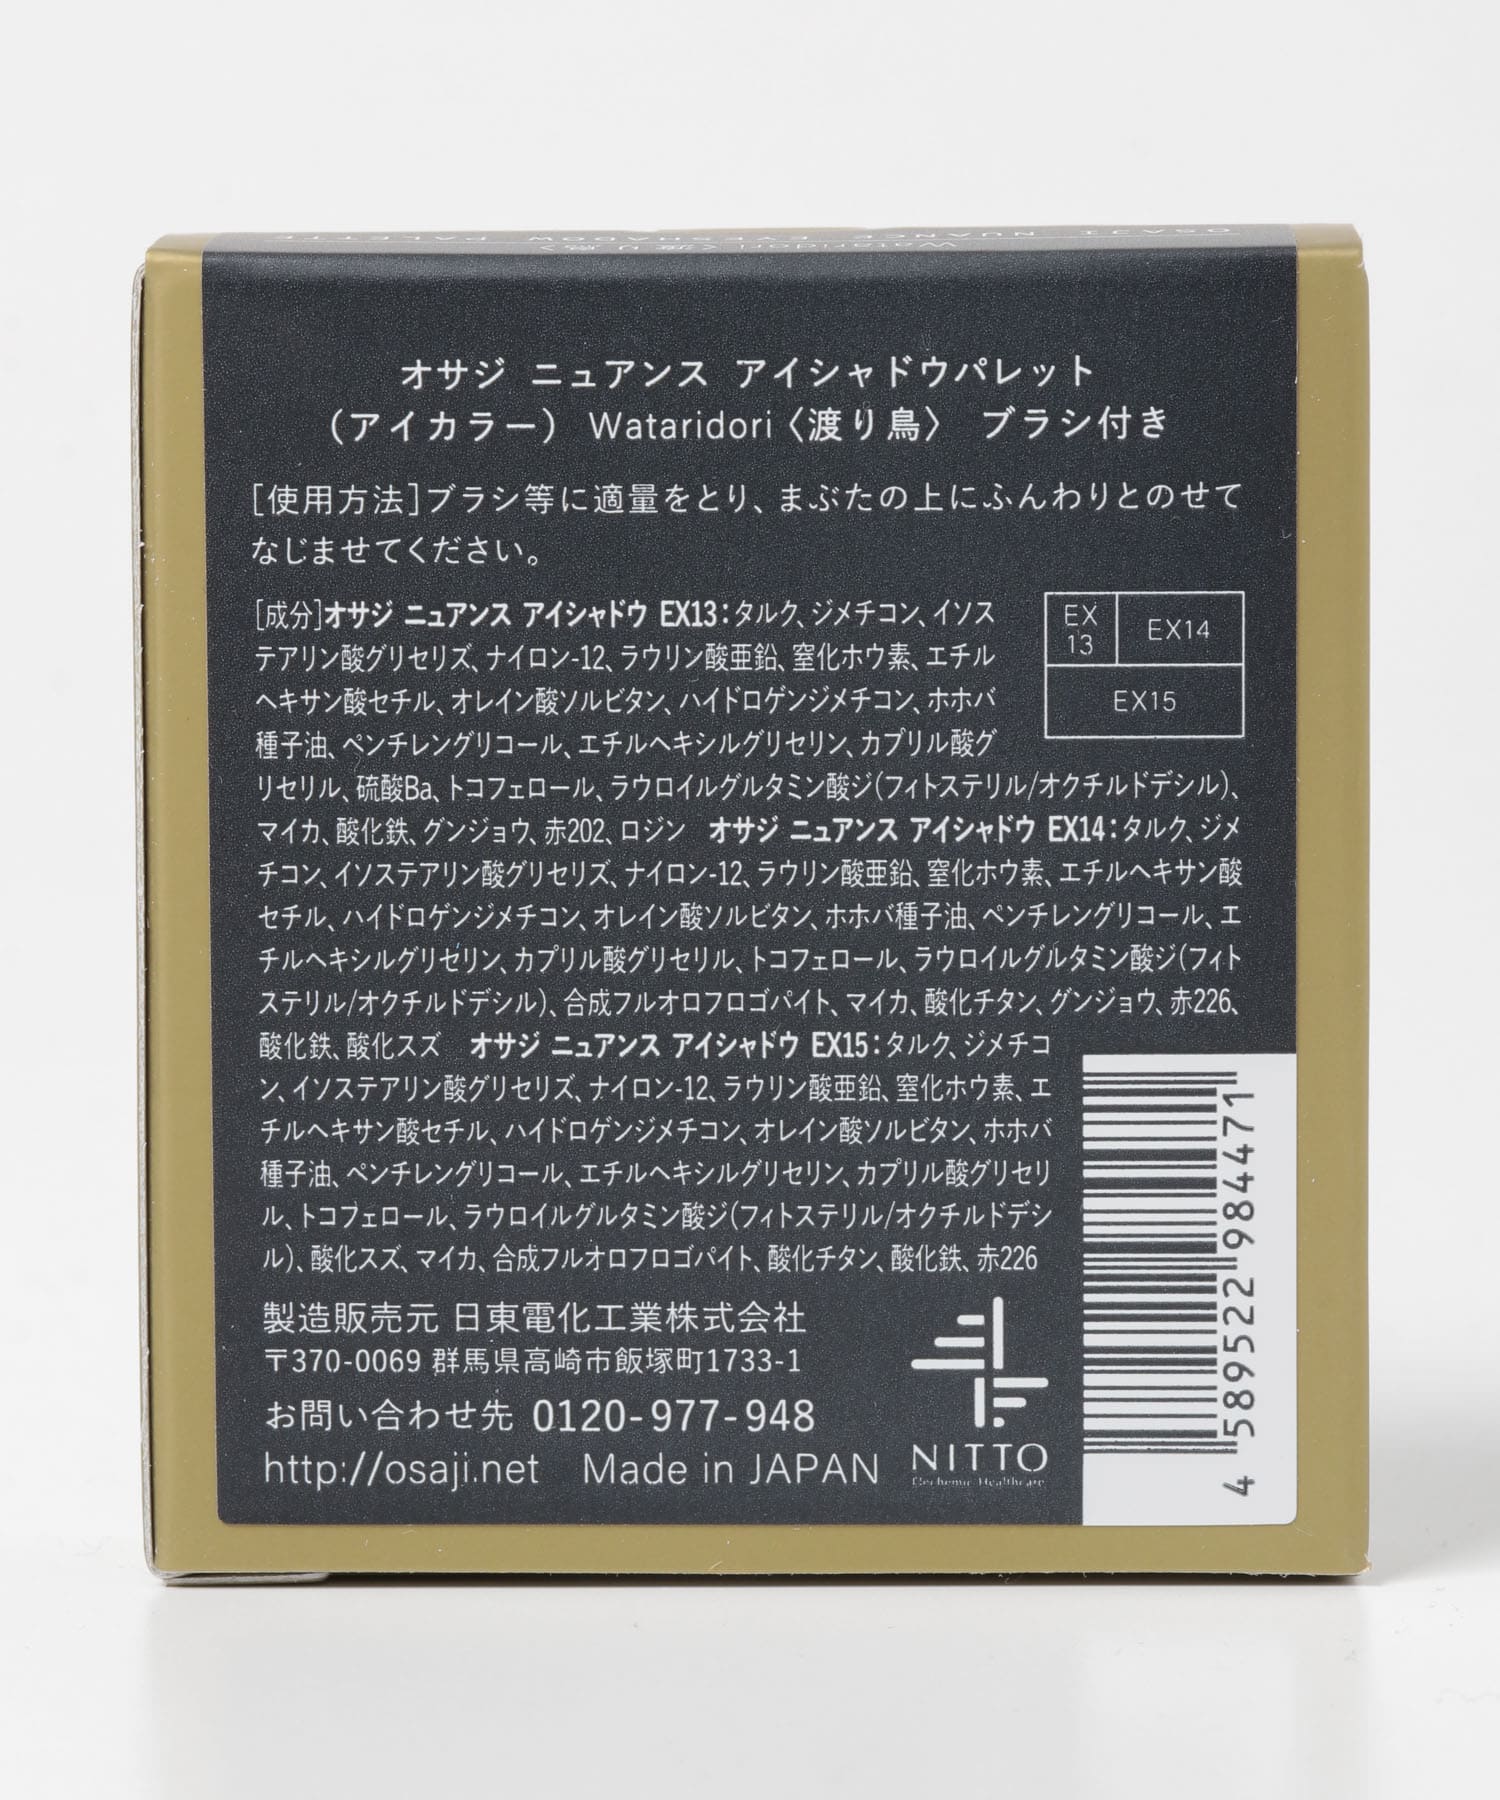 OSAJI NUANCE EYESHADOW PALETTE
Wataridori〈渡り鳥〉
オサジ ニュアンス アイシャドウパレット
（アイカラー） Wataridori〈渡り鳥〉 ブラシ付き
[使用方法]ブラシ等に適量をとり、まぶたの上にふんわりとのせて
なじませてください。
[成分]オサジ ニュアンス アイシャドウ EX13：タルク、ジメチコン、イソス
テアリン酸グリセリズ、ナイロン-12、ラウリン酸亜鉛、窒化ホウ素、エチル
ヘキサン酸セチル、オレイン酸ソルビタン、ハイドロゲンジメチコン、ホホバ
種子油、ペンチレングリコール、エチルヘキシルグリセリン、カプリル酸グ
リセリル、硫酸Ba、トコフェロール、ラウロイルグルタミン酸ジ(フィトステリル/オクチルドデシル)、
マイカ、酸化鉄、グンジョウ、赤202、ロジン オサジ ニュアンス アイシャドウ EX14：タルク、ジメ
チコン、イソステアリン酸グリセリズ、ナイロン-12、ラウリン酸亜鉛、窒化ホウ素、エチルヘキサン酸
セチル、ハイドロゲンジメチコン、オレイン酸ソルビタン、ホホバ種子油、ペンチレングリコール、エ
チルヘキシルグリセリン、カプリル酸グリセリル、トコフェロール、ラウロイルグルタミン酸ジ(フィト
ステリル/オクチルドデシル)、合成フルオロフロゴパイト、マイカ、酸化チタン、グンジョウ、赤226、
酸化鉄、酸化スズ オサジ ニュアンス アイシャドウ EX15：タルク、ジメチコ
ン、イソステアリン酸グリセリズ、ナイロン-12、ラウリン酸亜鉛、窒化ホウ素、エ
チルヘキサン酸セチル、ハイドロゲンジメチコン、オレイン酸ソルビタン、ホホバ
種子油、ペンチレングリコール、エチルヘキシルグリセリン、カプリル酸グリセリ
ル、トコフェロール、ラウロイルグルタミン酸ジ(フィトステリル/オクチルドデシ
ル)、酸化スズ、マイカ、合成フルオロフロゴパイト、酸化チタン、酸化鉄、赤226
EX
13
EX14
EX15
製造販売元 日東電化工業株式会社
〒370-0069 群馬県高崎市飯塚町1733-1
お問い合わせ先 0120-977-948
http://osaji.net Made in JAPAN
NITTO
Elechemic Healthcare
4 589522 984471